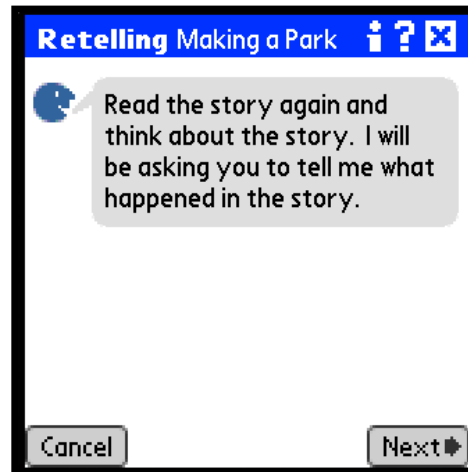 Retelling Making a Park i ?
Read the story again and
think about the story. I will
be asking you to tell me what
happened in the story.
Cancel
Next